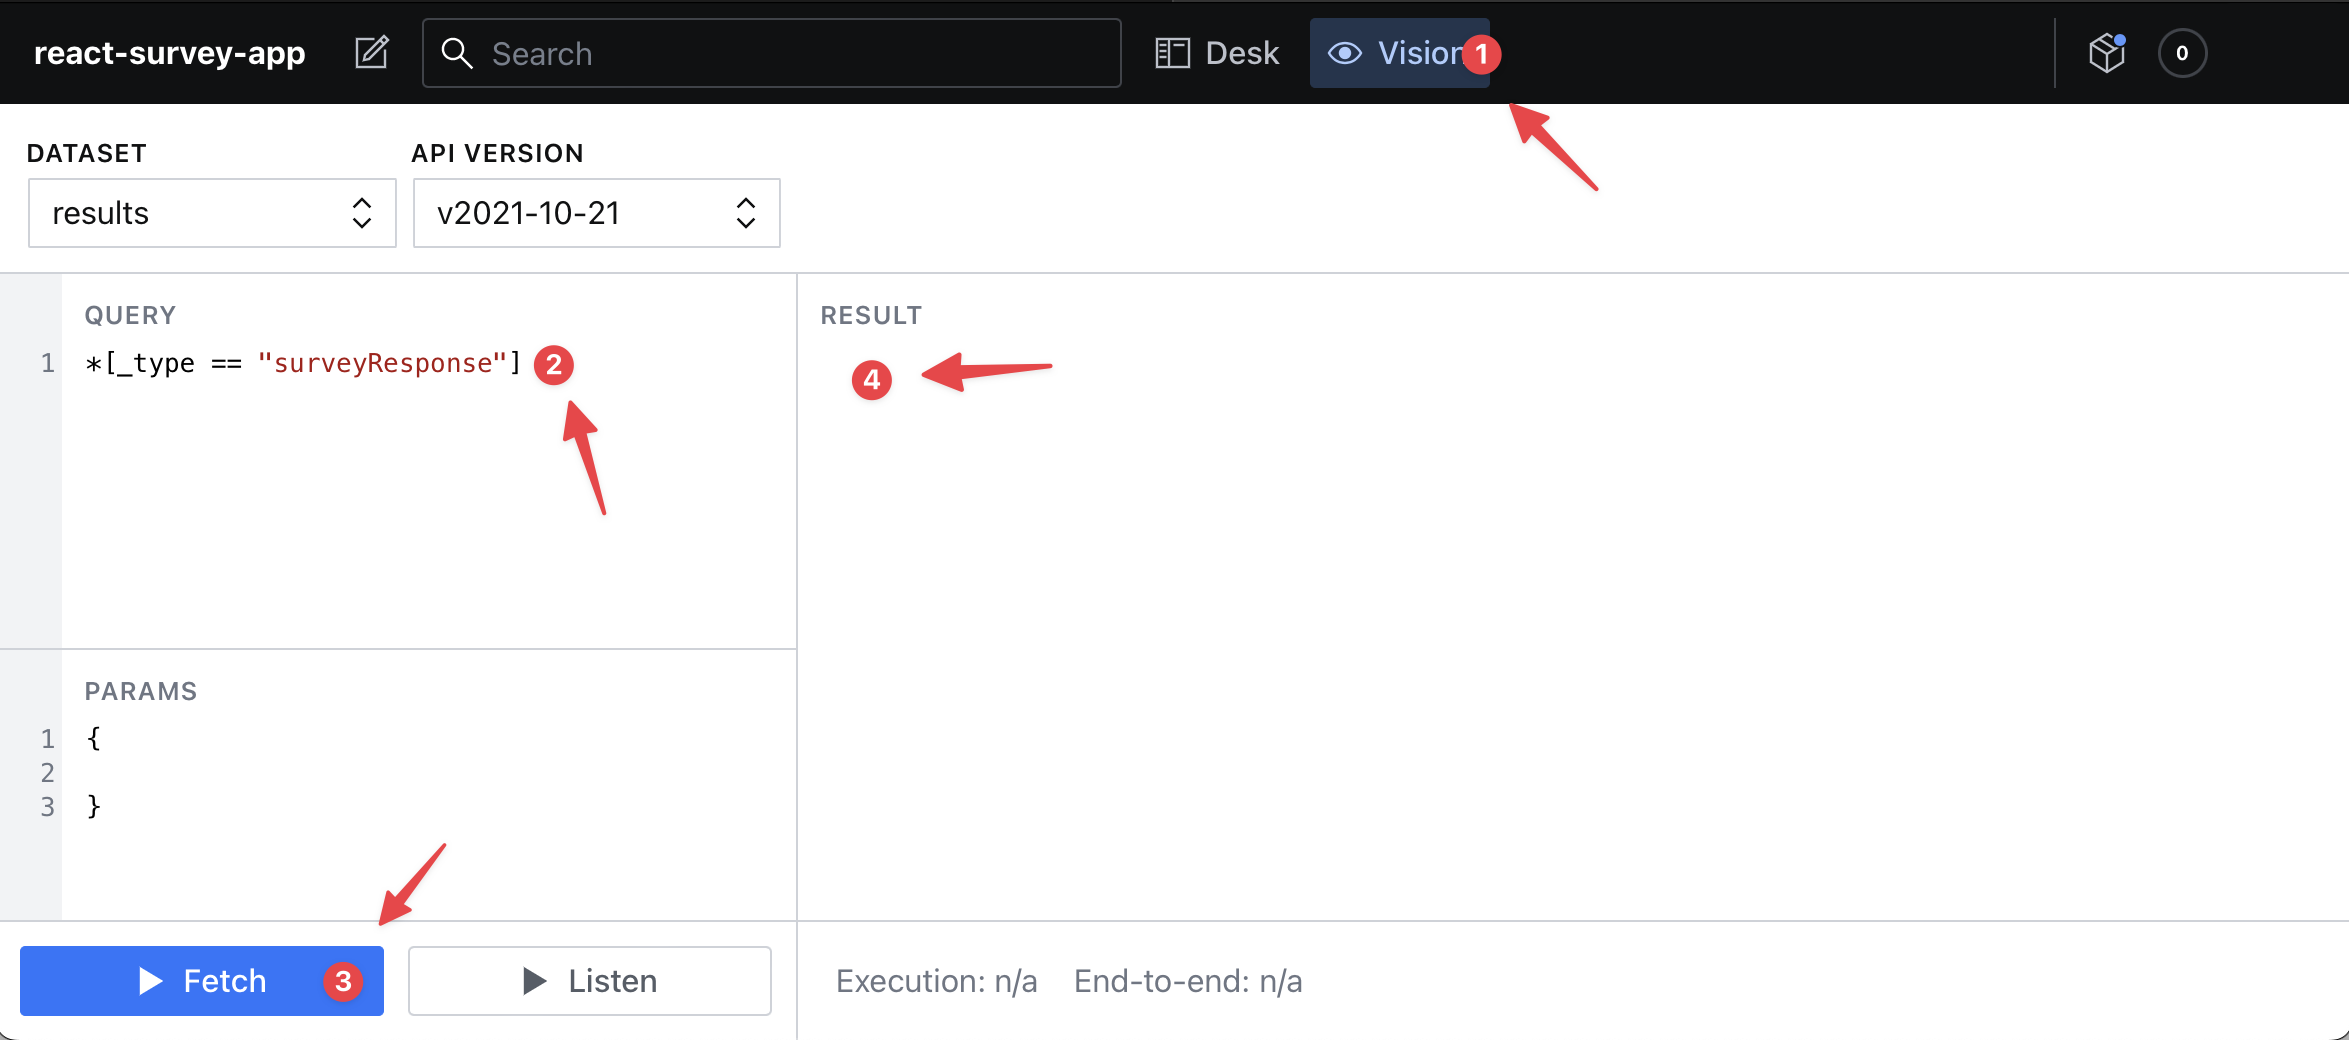 react-survey-app Search Desk Vision 1 0
DATASET API VERSION
results v2021-10-21
QUERY
1 *[_type == "surveyResponse"] 2
PARAMS
1 {
2
3 }
Fetch 3 Listen
RESULT
4
Execution: n/a End-to-end: n/a